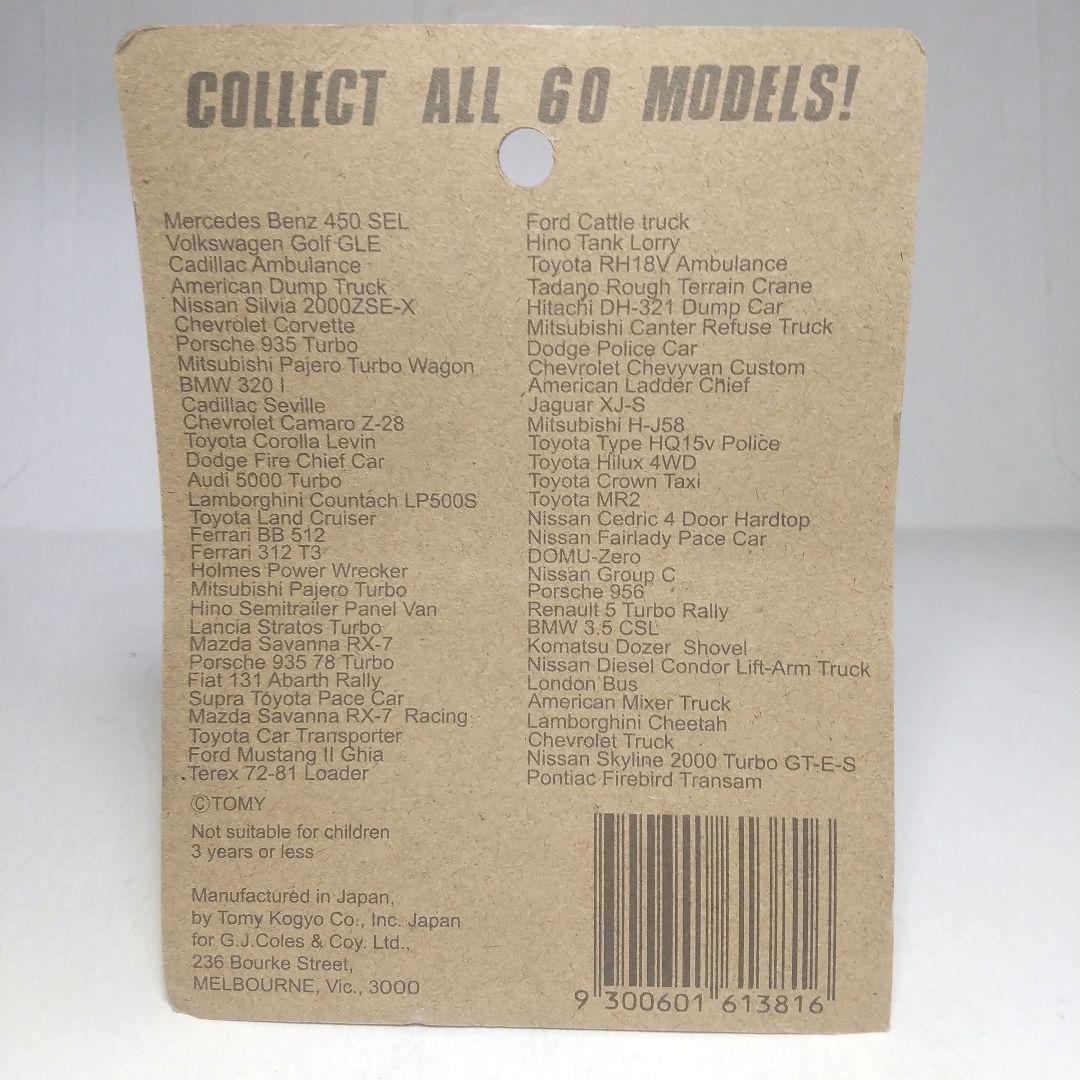 COLLECT ALL 60 MODELS!
Mercedes Benz 450 SEL
Volkswagen Golf GLE
Cadillac Ambulance
American Dump Truck
Nissan Silvia 2000ZSE-X
Chevrolet Corvette
Porsche 935 Turbo
Mitsubishi Pajero Turbo Wagon
BMW 320 I
Cadillac Seville
Chevrolet Camaro Z-28
Toyota Corolla Levin
Dodge Fire Chief Car
Audi 5000 Turbo
Lamborghini Countach LP500S
Toyota Land Cruiser
Ferrari BB 512
Ferrari 312 T3
Holmes Power Wrecker
Mitsubishi Pajero Turbo
Hino Semitrailer Panel Van
Lancia Stratos Turbo
Mazda Savanna RX-7
Porsche 935 78 Turbo
Fiat 131 Abarth Rally
Supra Toyota Pace Car
Mazda Savanna RX-7 Racing
Toyota Car Transporter
Ford Mustang II Ghia
Terex 72-81 Loader
©TOMY
Not suitable for children
3 years or less
Manufactured in Japan,
by Tomy Kogyo Co., Inc. Japan
for G.J.Coles & Coy. Ltd.,
236 Bourke Street,
MELBOURNE, Vic., 3000
Ford Cattle truck
Hino Tank Lorry
Toyota RH18V Ambulance
Tadano Rough Terrain Crane
Hitachi DH-321 Dump Car
Mitsubishi Canter Refuse Truck
Dodge Police Car
Chevrolet Chevyvan Custom
American Ladder Chief
Jaguar XJ-S
Mitsubishi H-J58
Toyota Type HQ15v Police
Toyota Hilux 4WD
Toyota Crown Taxi
Toyota MR2
Nissan Cedric 4 Door Hardtop
Nissan Fairlady Pace Car
DOMU-Zero
Nissan Group C
Porsche 956
Renault 5 Turbo Rally
BMW 3.5 CSL
Komatsu Dozer Shovel
Nissan Diesel Condor Lift-Arm Truck
London Bus
American Mixer Truck
Lamborghini Cheetah
Chevrolet Truck
Nissan Skyline 2000 Turbo GT-E-S
Pontiac Firebird Transam
9 300601 613816